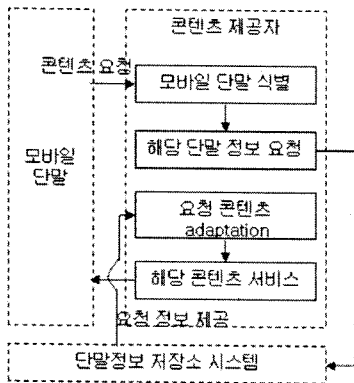 콘텐츠 제공자
콘텐츠 요청
모바일 단말 식별
해당 단말 정보 요청
모바일
단말
요청 콘텐츠
adaptation
해당 콘텐츠 서비스
요청 정보 제공
단말정보 저장소 시스템